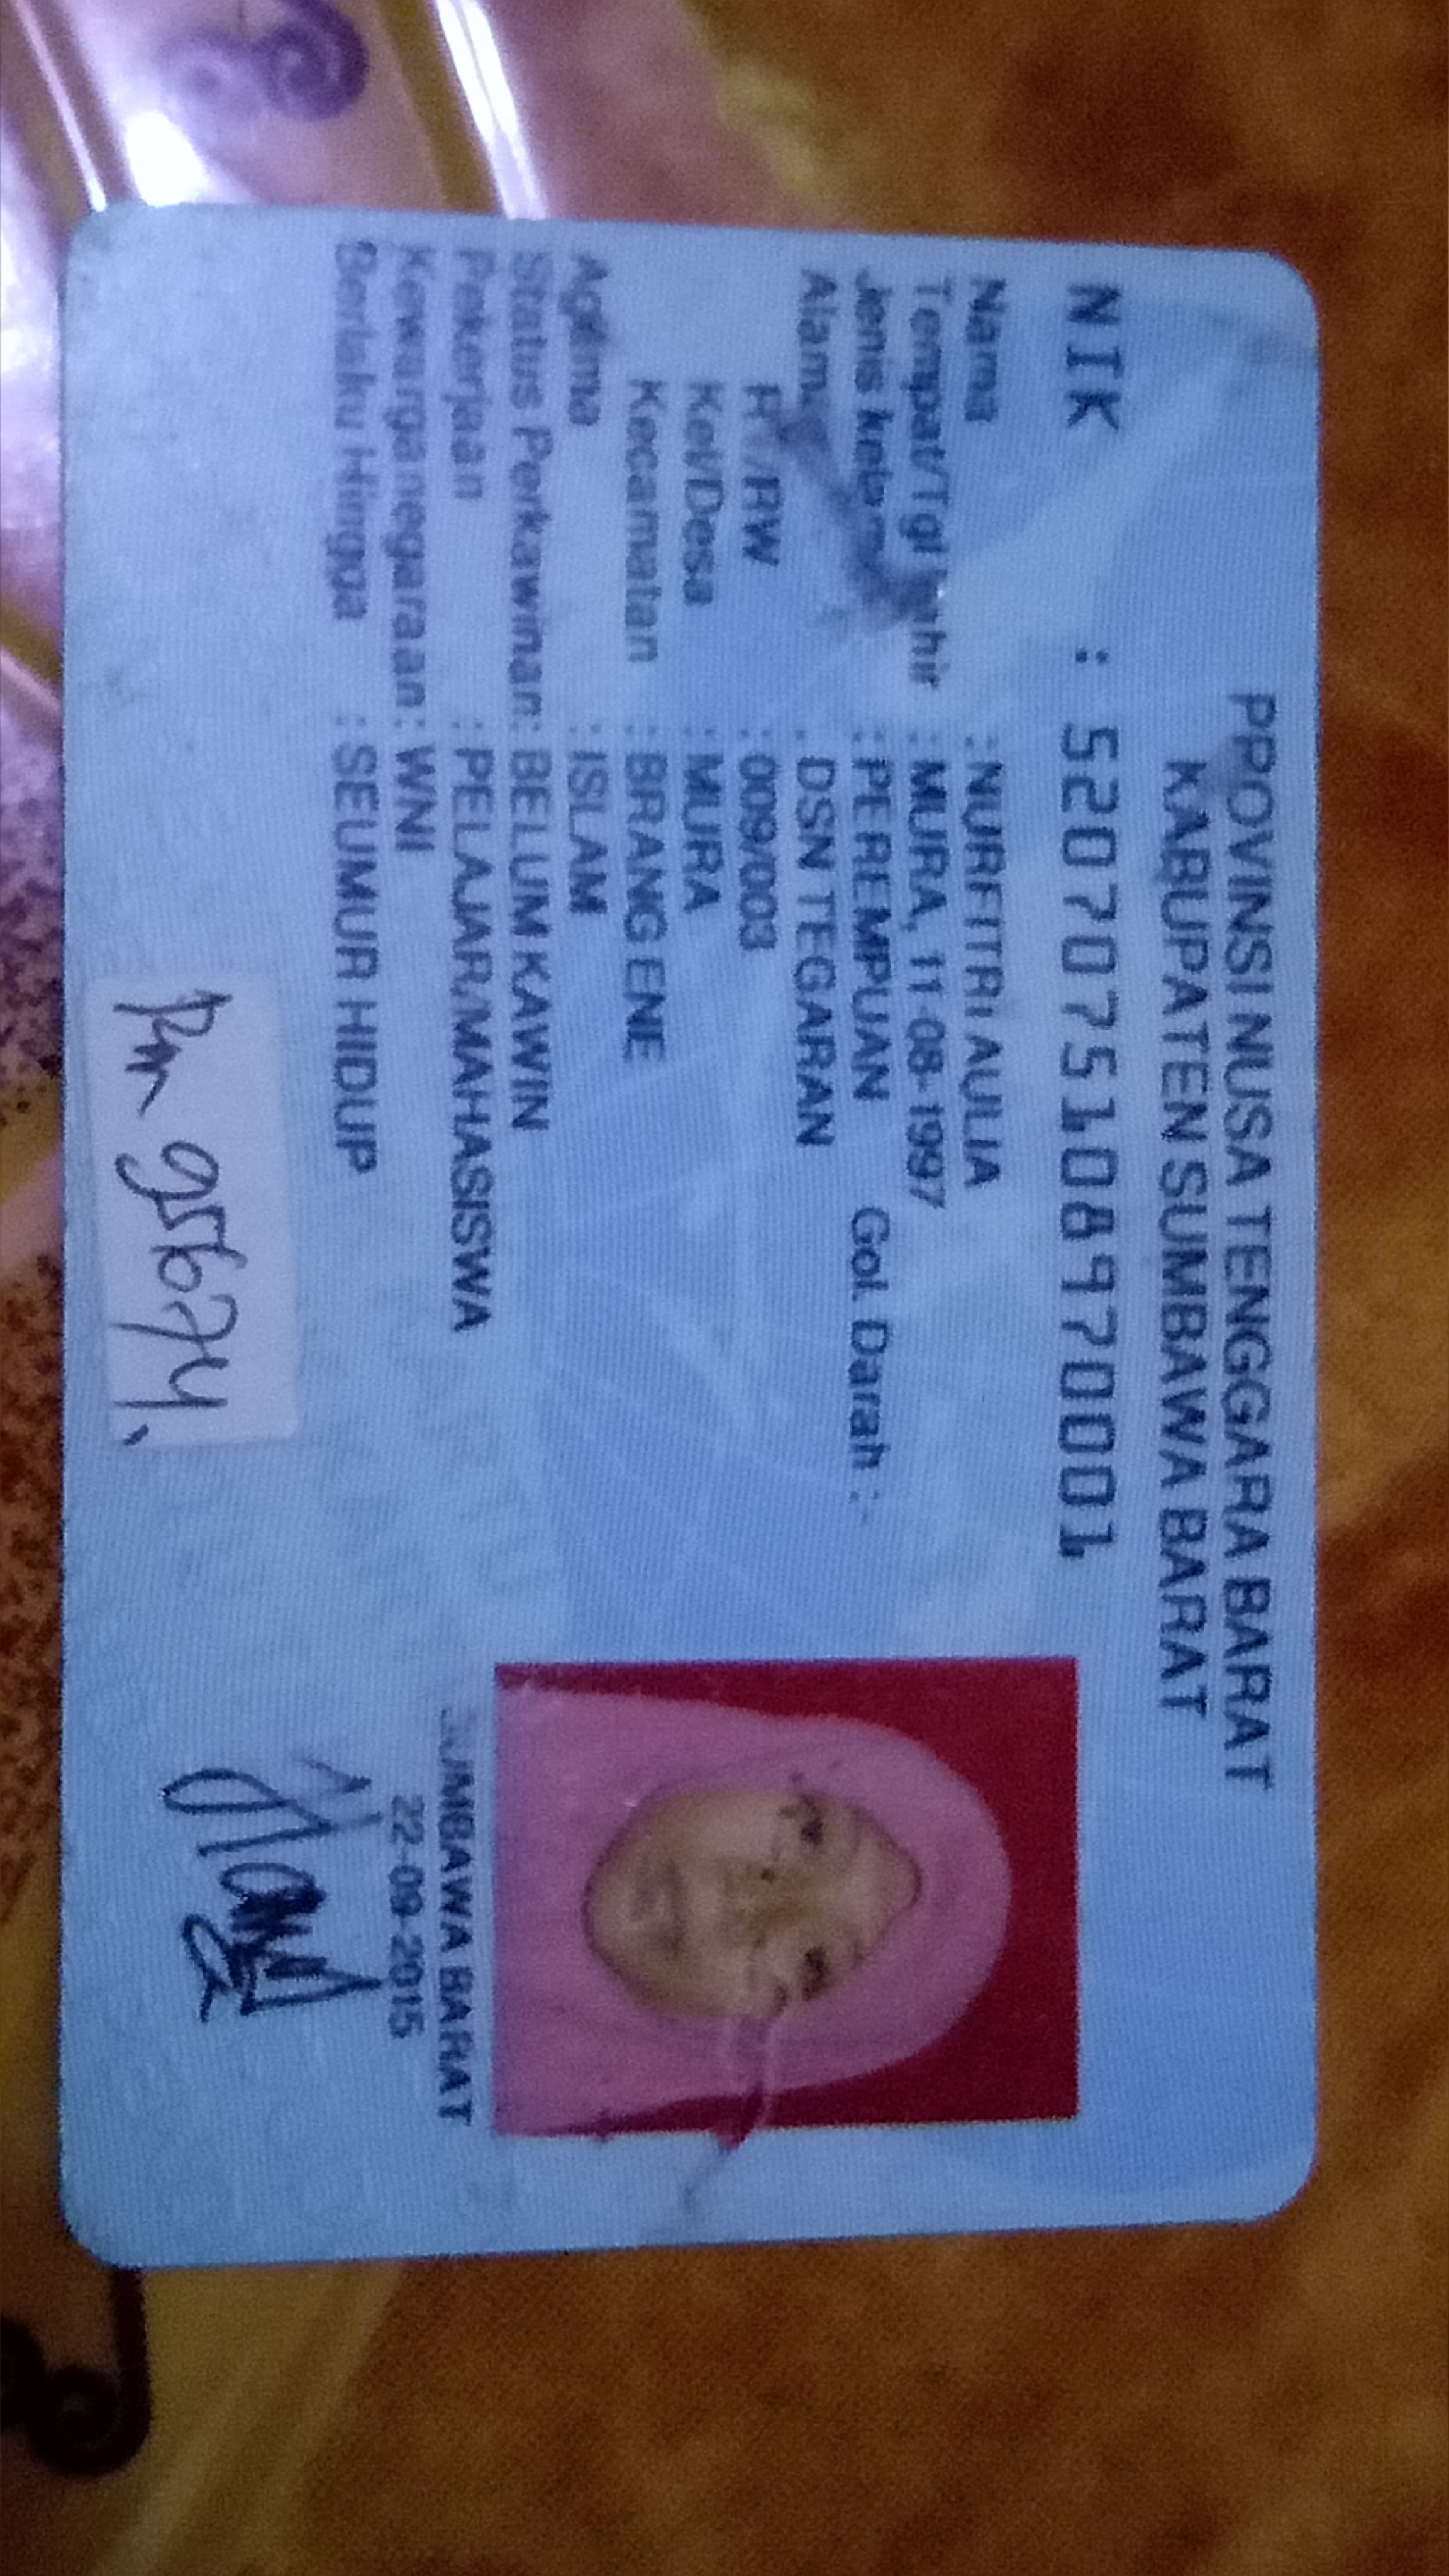 PROVINSI NUSA TENGGARA BARAT
KABUPATEN SUMBAWA BARAT
NIK : 5207075108970001
Nama : NURFITRI AULIA
Tempat/Tgl Lahir : MURA, 11-08-1997
Jenis kelamin : PEREMPUAN Gol. Darah : -
Alamat : DSN TEGARAN
RT/RW : 009/003
Kel/Desa : MURA
Kecamatan : BRANG ENE
Agama : ISLAM
Status Perkawinan: BELUM KAWIN
Pekerjaan : PELAJAR/MAHASISWA
Kewarganegaraan: WNI
Berlaku Hingga : SEUMUR HIDUP
SUMBAWA BARAT
22-09-2015
Rm 95674.